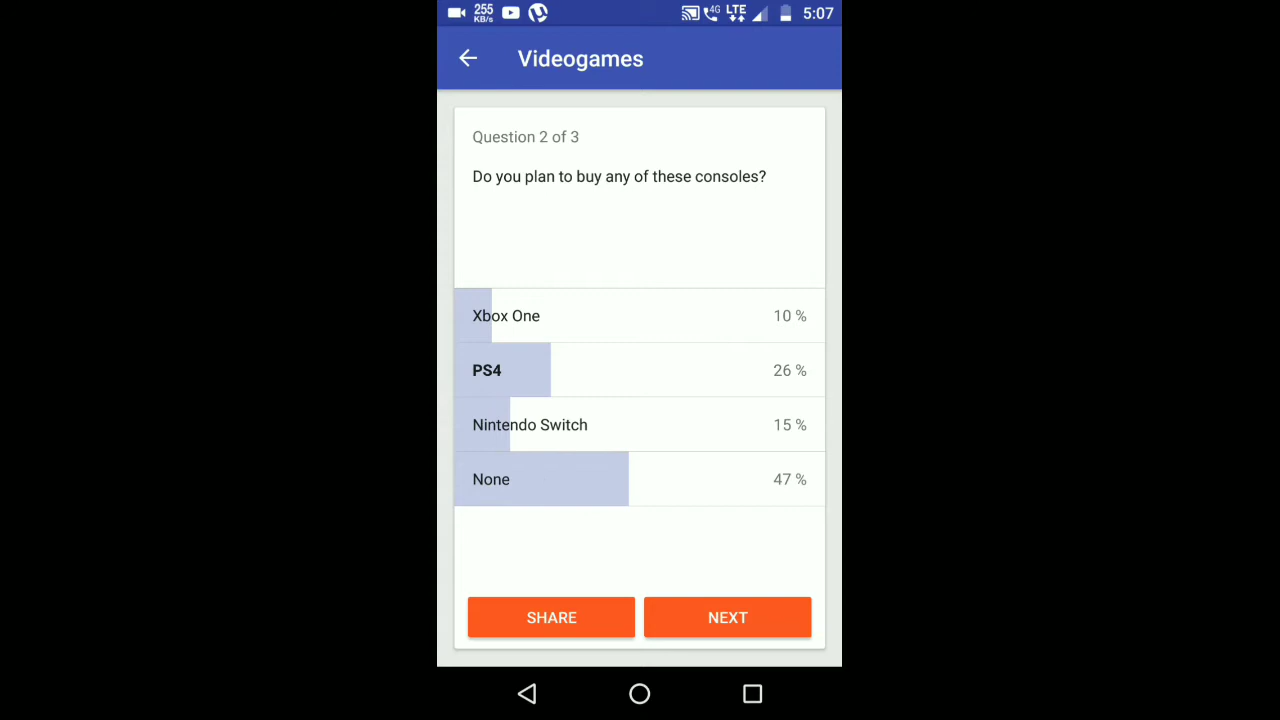 255 KB/s 4G LTE 5:07
Videogames
Question 2 of 3
Do you plan to buy any of these consoles?
Xbox One 10 %
PS4 26 %
Nintendo Switch 15 %
None 47 %
SHARE NEXT